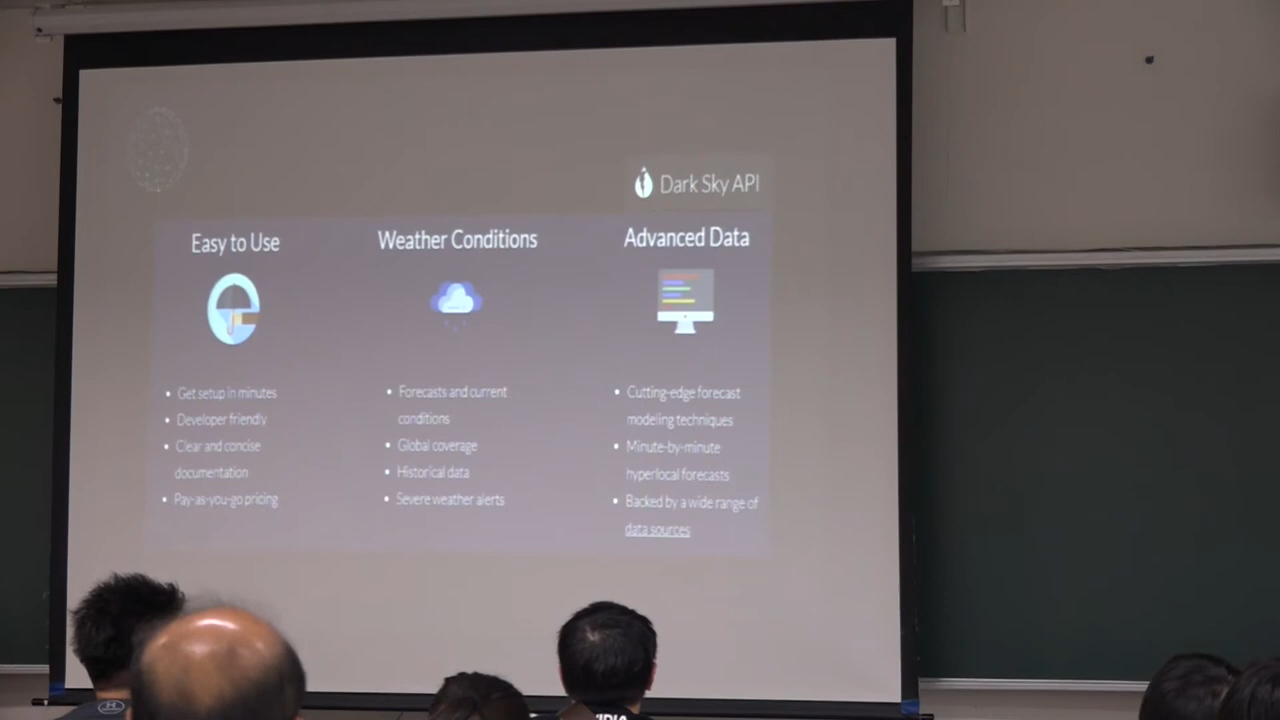 Dark Sky API
Easy to Use
Get setup in minutes
Developer friendly
Clear and concise
documentation
Pay-as-you-go pricing
Weather Conditions
Forecasts and current
conditions
Global coverage
Historical data
Severe weather alerts
Advanced Data
Cutting-edge forecast
modeling techniques
Minute-by-minute
hyperlocal forecasts
Backed by a wide range of
data sources